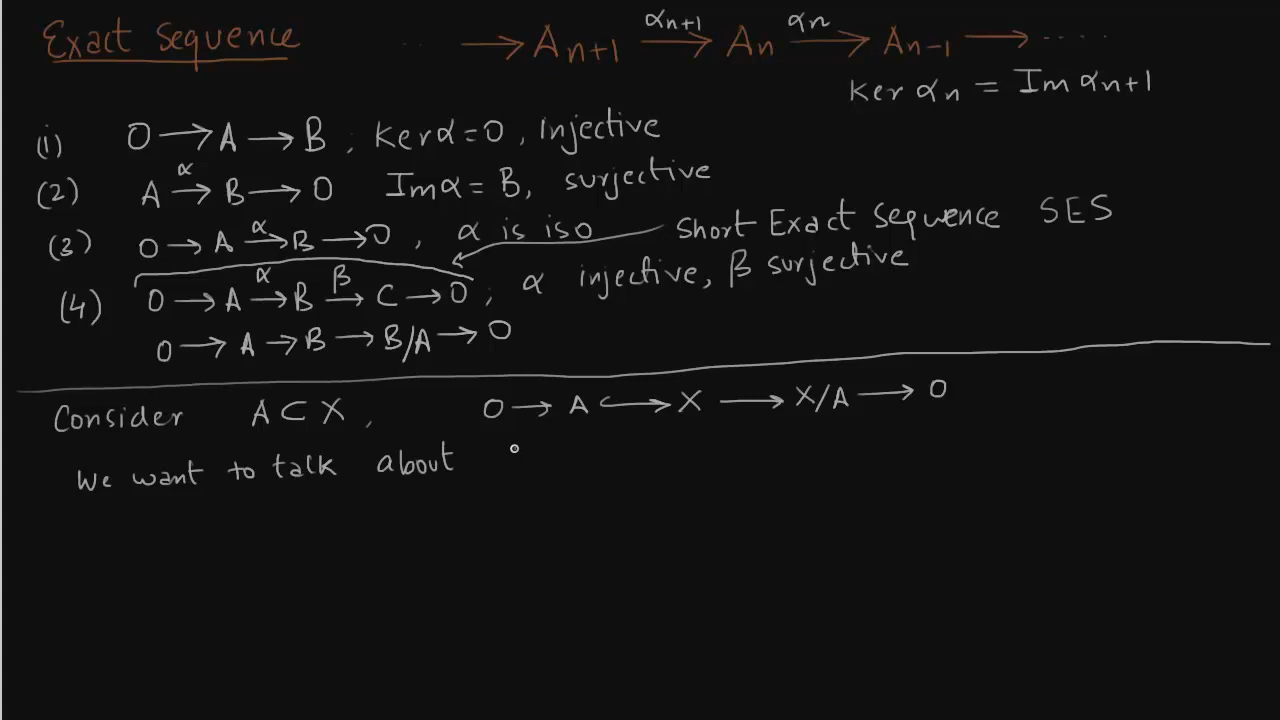 Exact Sequence ·· → Aₙ₊₁ —αₙ₊₁→ Aₙ —αₙ→ Aₙ₋₁ → ·····
Ker αₙ = Im αₙ₊₁
(1) 0 → A → B ; Ker α = 0 , injective
(2) A —α→ B → 0 Im α = B, surjective
(3) 0 → A —α→ B → 0 , α is iso Short Exact Sequence SES
(4) 0 → A —α→ B —β→ C → 0 ; α injective, β surjective
0 → A → B → B/A → 0
Consider A ⊂ X , 0 → A ↪ X → X/A → 0
We want to talk about